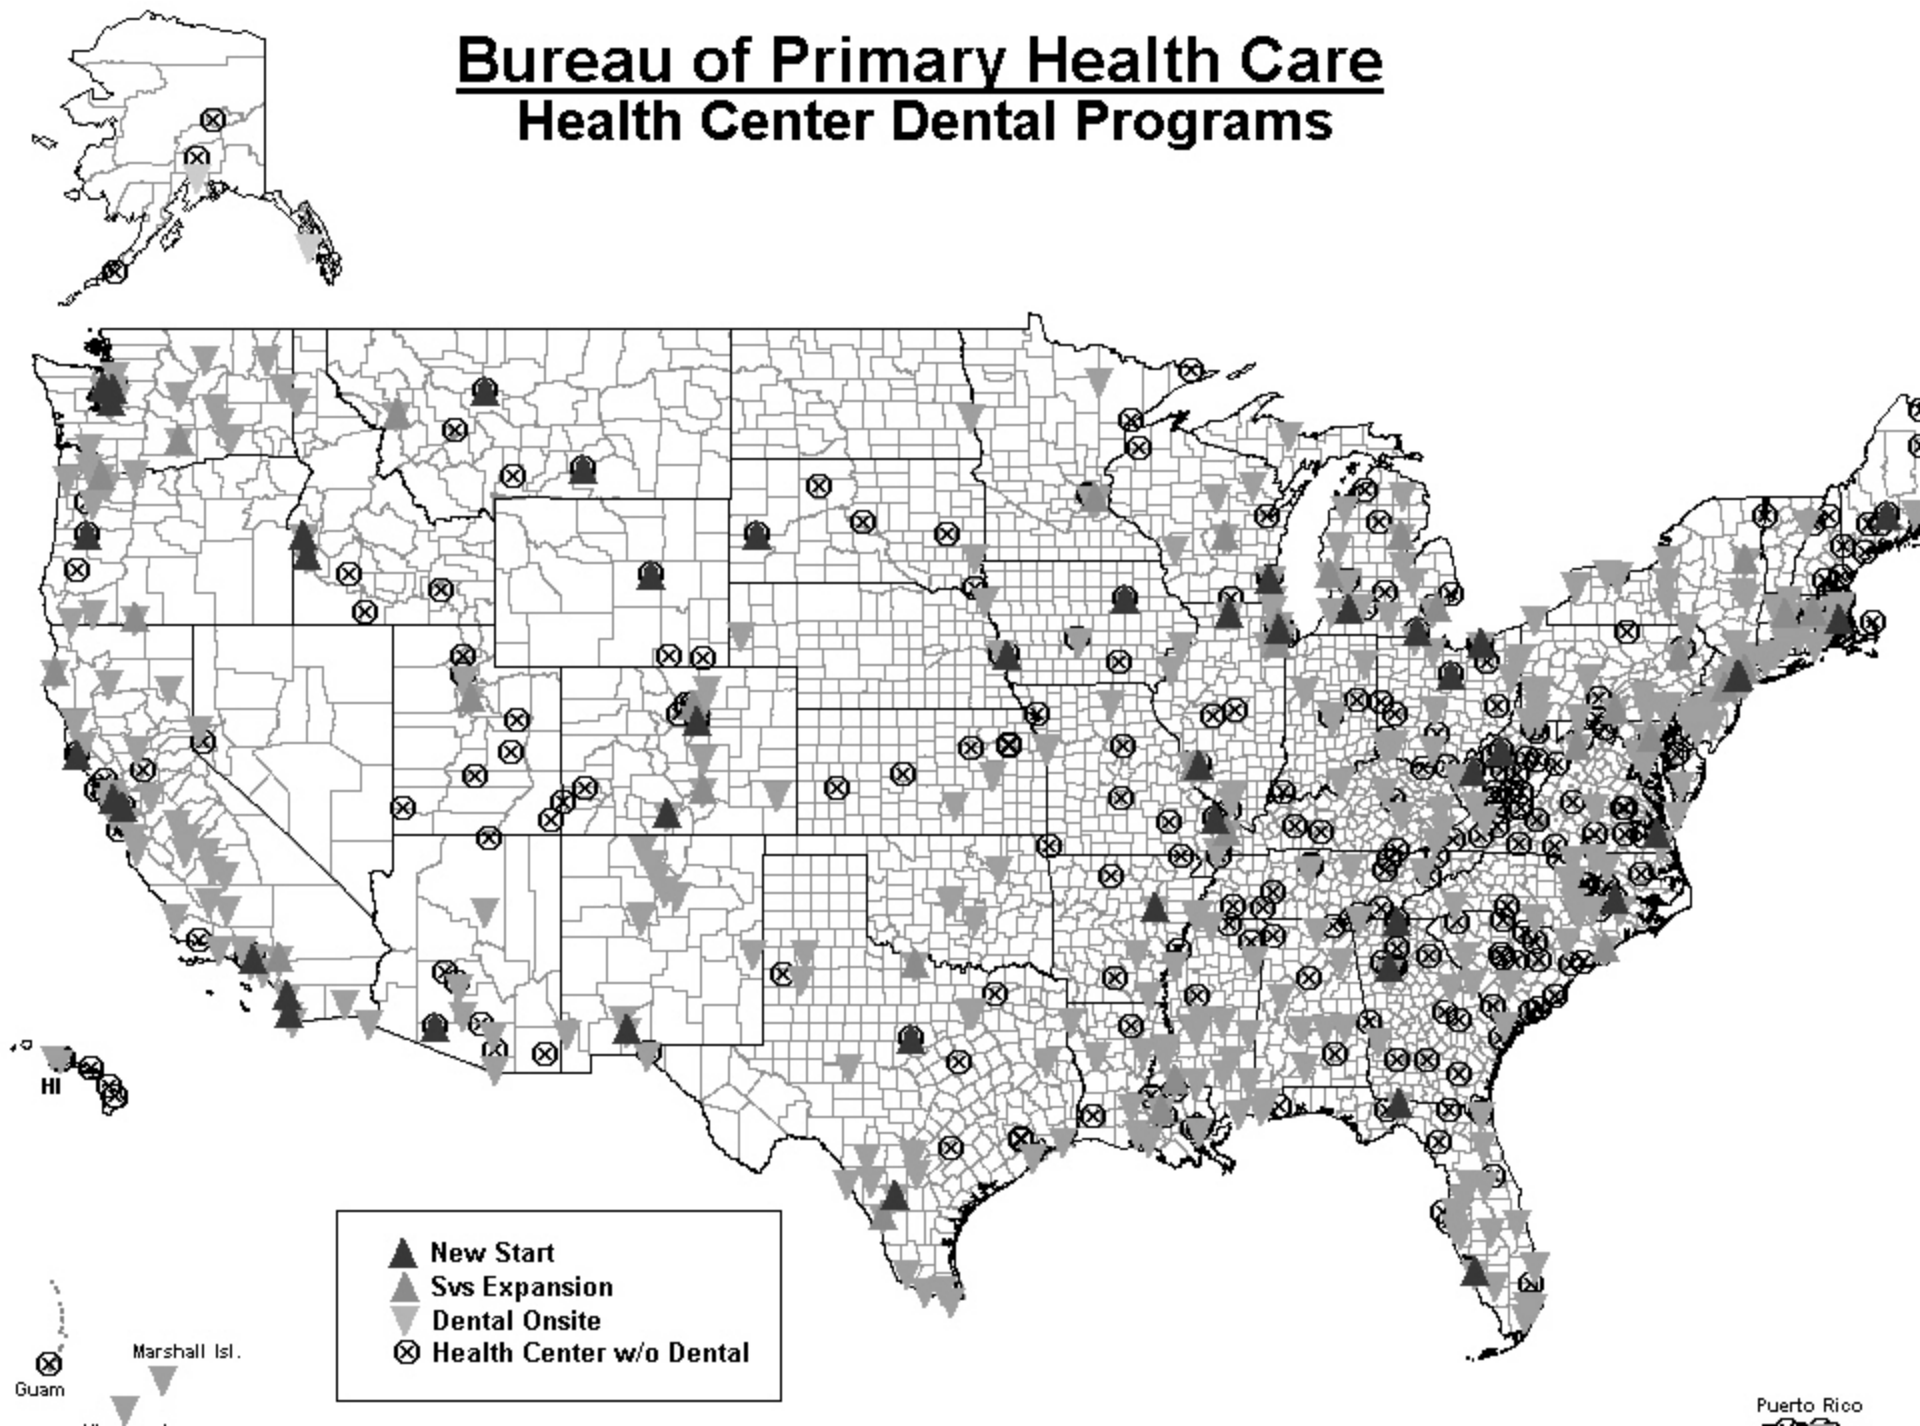 Bureau of Primary Health Care
Health Center Dental Programs
S
HI
New Start
Svs Expansion
Dental Onsite
Health Center w/o Dental
Marshall Isl.
Guam
Puerto Rico